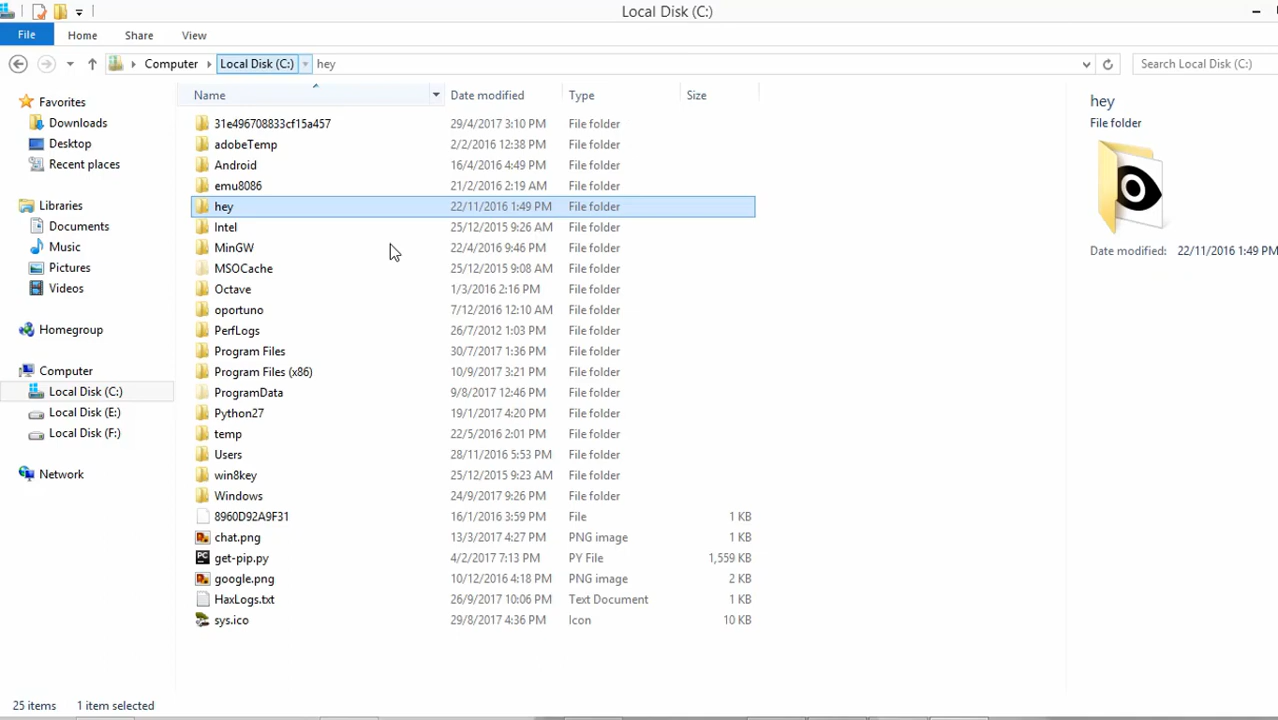 Local Disk (C:)
File Home Share View
Computer Local Disk (C:) hey Search Local Disk (C:)
Name Date modified Type Size
Favorites
Downloads
Desktop
Recent places
Libraries
Documents
Music
Pictures
Videos
Homegroup
Computer
Local Disk (C:)
Local Disk (E:)
Local Disk (F:)
Network
31e496708833cf15a457 29/4/2017 3:10 PM File folder
adobeTemp 2/2/2016 12:38 PM File folder
Android 16/4/2016 4:49 PM File folder
emu8086 21/2/2016 2:19 AM File folder
hey 22/11/2016 1:49 PM File folder
Intel 25/12/2015 9:26 AM File folder
MinGW 22/4/2016 9:46 PM File folder
MSOCache 25/12/2015 9:08 AM File folder
Octave 1/3/2016 2:16 PM File folder
oportuno 7/12/2016 12:10 AM File folder
PerfLogs 26/7/2012 1:03 PM File folder
Program Files 30/7/2017 1:36 PM File folder
Program Files (x86) 10/9/2017 3:21 PM File folder
ProgramData 9/8/2017 12:46 PM File folder
Python27 19/1/2017 4:20 PM File folder
temp 22/5/2016 2:01 PM File folder
Users 28/11/2016 5:53 PM File folder
win8key 25/12/2015 9:23 AM File folder
Windows 24/9/2017 9:26 PM File folder
8960D92A9F31 16/1/2016 3:59 PM File 1 KB
chat.png 13/3/2017 4:27 PM PNG image 1 KB
get-pip.py 4/2/2017 7:13 PM PY File 1,559 KB
google.png 10/12/2016 4:18 PM PNG image 2 KB
HaxLogs.txt 26/9/2017 10:06 PM Text Document 1 KB
sys.ico 29/8/2017 4:36 PM Icon 10 KB
hey
File folder
Date modified: 22/11/2016 1:49 PM
25 items 1 item selected